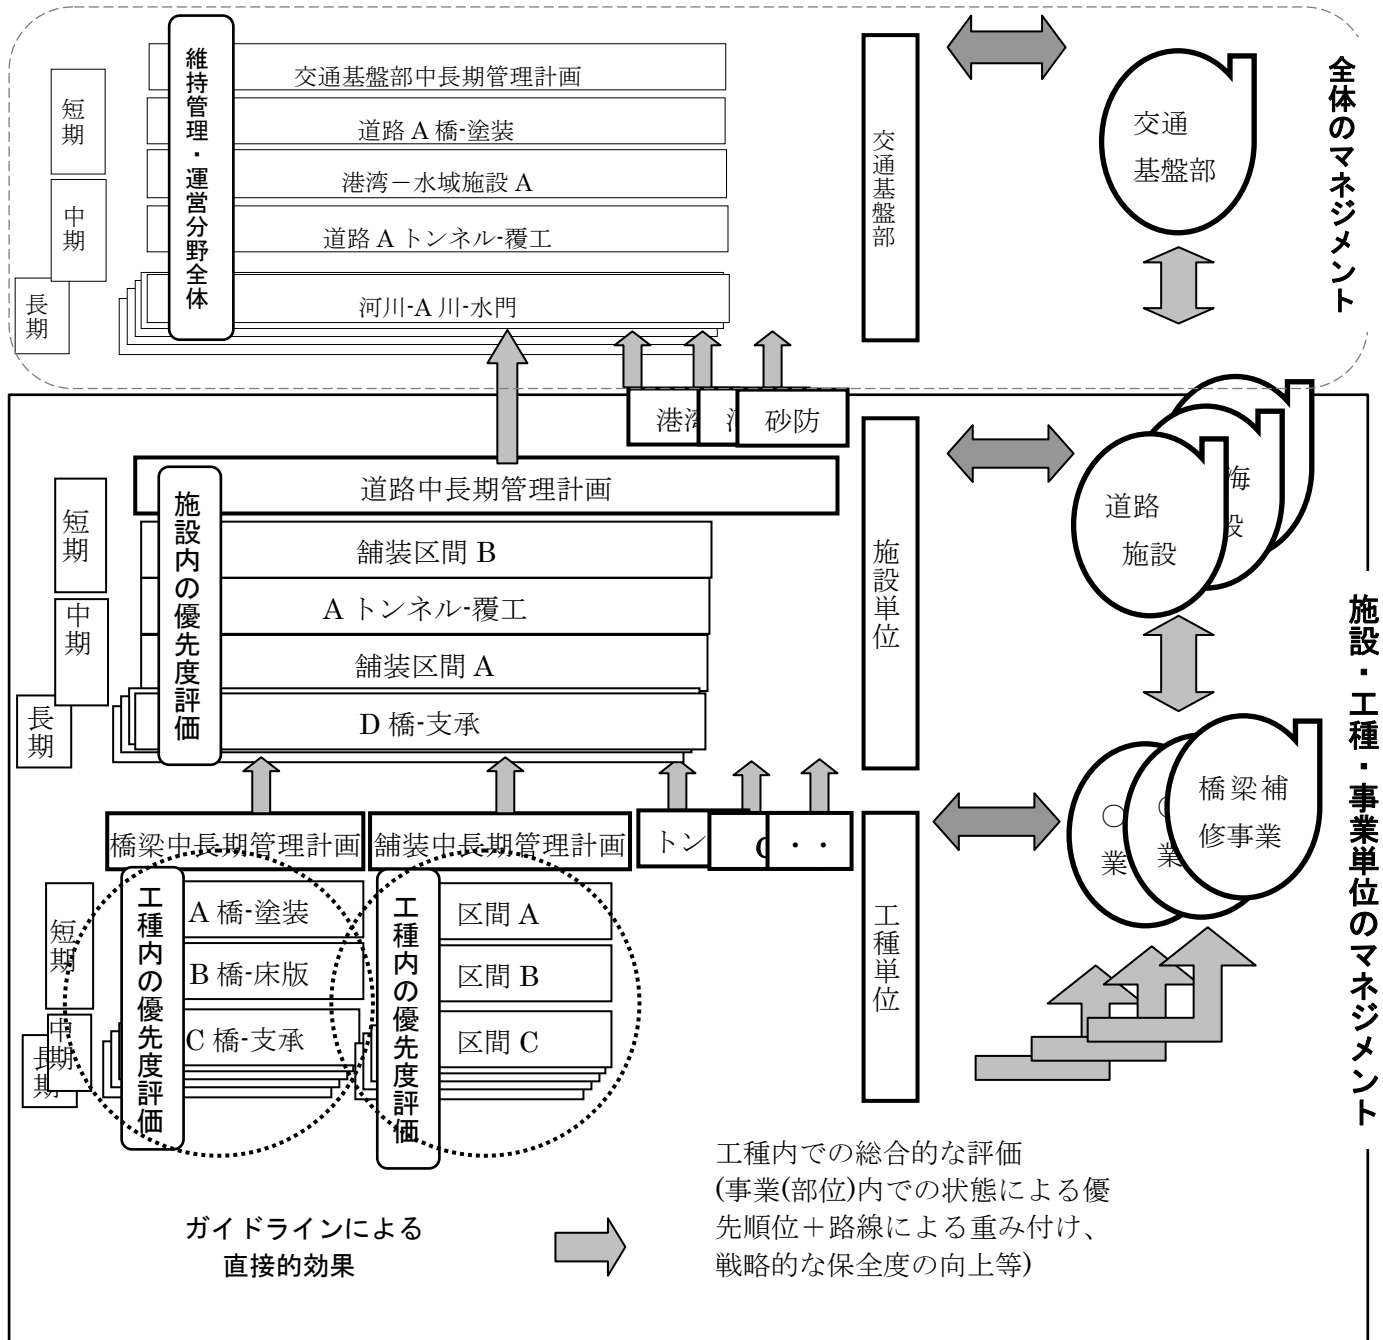 維持管理・運営分野全体
交通基盤部中長期管理計画
短期
道路 A 橋-塗装
港湾－水域施設 A
中期
道路 A トンネル-覆工
長期
河川-A 川-水門
交通基盤部
交通
基盤部
全体のマネジメント
港湾
砂防
道路中長期管理計画
施設内の優先度評価
短期
舗装区間 B
中期
A トンネル-覆工
舗装区間 A
長期
D 橋-支承
施設単位
道路
施設
海
設
施設・工種・事業単位のマネジメント
橋梁中長期管理計画
舗装中長期管理計画
トン
・・
○
業
業
橋梁補
修事業
工種内の優先度評価
短期
A 橋-塗装
B 橋-床版
中期
長期
C 橋-支承
工種内の優先度評価
区間 A
区間 B
区間 C
工種単位
ガイドラインによる
直接的効果
工種内での総合的な評価
(事業(部位)内での状態による優
先順位＋路線による重み付け、
戦略的な保全度の向上等)